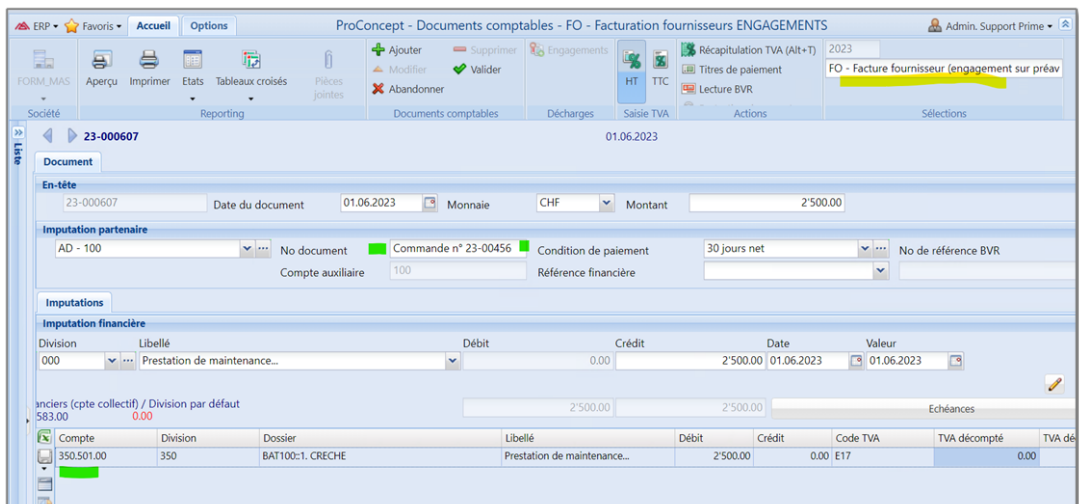 ERP Favoris Accueil Options ProConcept - Documents comptables - FO - Facturation fournisseurs ENGAGEMENTS Admin. Support Prime
FORM_MAS Aperçu Imprimer Etats Tableaux croisés Pièces jointes
Ajouter Supprimer
Modifier Valider
Abandonner
Engagements
HT TTC
Récapitulation TVA (Alt+T)
Titres de paiement
Lecture BVR
2023
FO - Facture fournisseur (engagement sur préav
Société Reporting Documents comptables Décharges Saisie TVA Actions Sélections
Liste
23-000607 01.06.2023
Document
En-tête
23-000607 Date du document 01.06.2023 Monnaie CHF Montant 2'500.00
Imputation partenaire
AD - 100 No document Commande n° 23-00456 Condition de paiement 30 jours net No de référence BVR
Compte auxiliaire 100 Référence financière
Imputations
Imputation financière
Division Libellé Débit Crédit Date Valeur
000 Prestation de maintenance... 0.00 2'500.00 01.06.2023 01.06.2023
anciers (cpte collectif) / Division par défaut
583.00 0.00 2'500.00 2'500.00 Echéances
Compte Division Dossier Libellé Débit Crédit Code TVA TVA décompté TVA dé
350.501.00 350 BAT100::1. CRECHE Prestation de maintenance... 2'500.00 0.00 E17 0.00